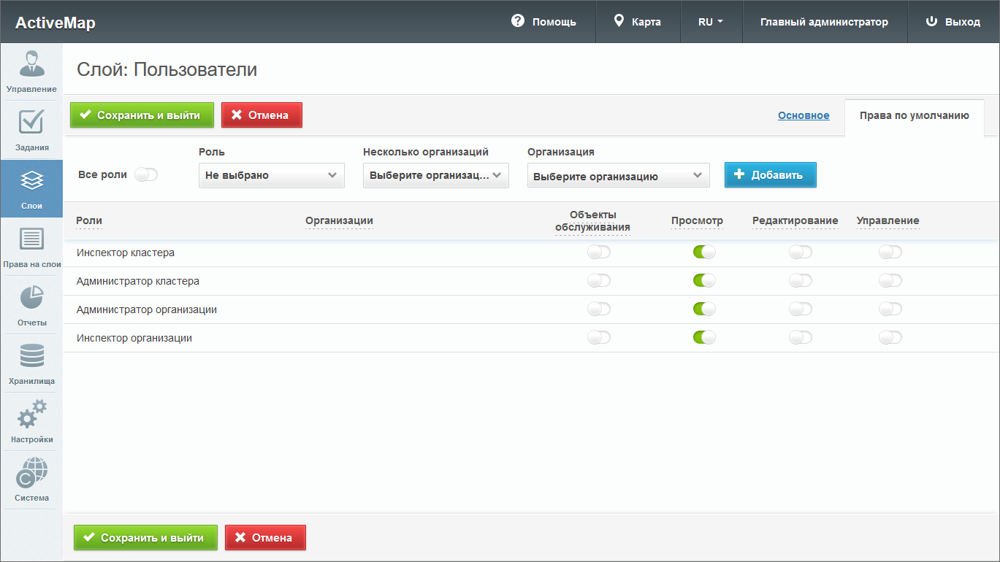 ActiveMap
Помощь
Карта
RU
Главный администратор
Выход
Управление
Задания
Слои
Права на слои
Отчеты
Хранилища
Настройки
Система
Слой: Пользователи
Сохранить и выйти
Отмена
Основное
Права по умолчанию
Все роли
Роль
Не выбрано
Несколько организаций
Выберите организац...
Организация
Выберите организацию
Добавить
Роли
Организации
Объекты
обслуживания
Просмотр
Редактирование
Управление
Инспектор кластера
Администратор кластера
Администратор организации
Инспектор организации
Сохранить и выйти
Отмена